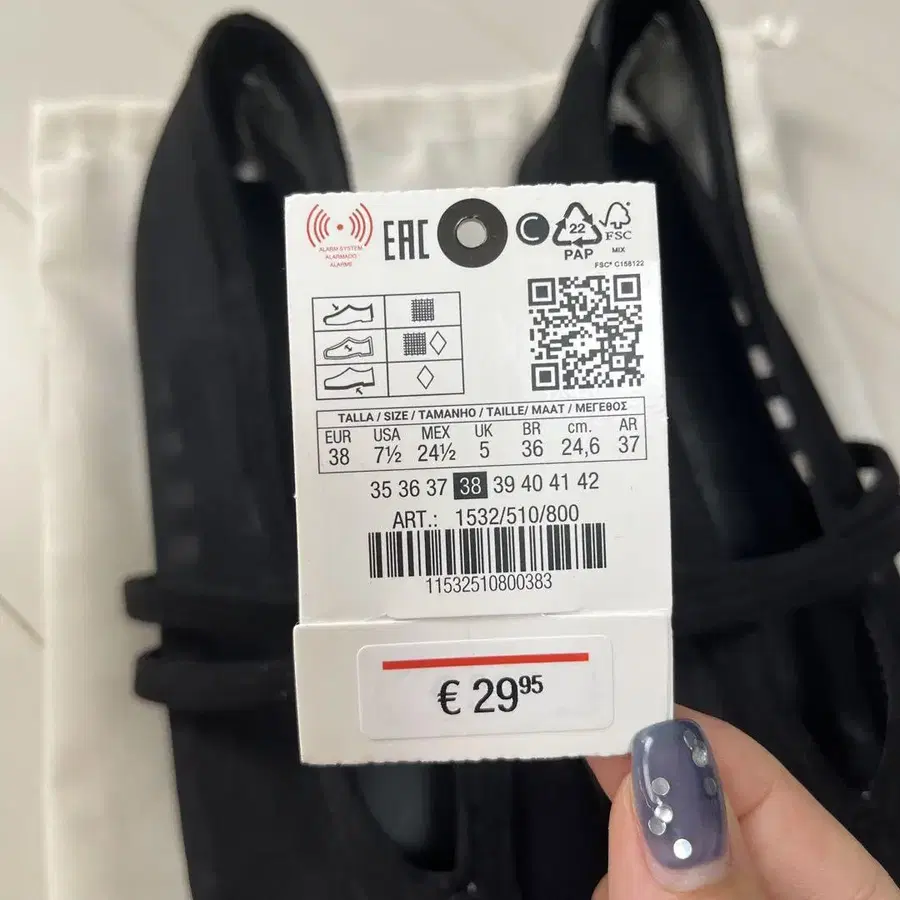 ALARM SYSTEM
ALARMADO
ALARME
EAC
C
22
PAP
FSC
MIX
FSC® C158122
TALLA / SIZE / TAMANHO / TAILLE/ MAAT / ΜΕΓΕΘΟΣ
EUR USA MEX UK BR cm. AR
38 7½ 24½ 5 36 24,6 37
35 36 37 38 39 40 41 42
ART.: 1532/510/800
11532510800383
€ 2995